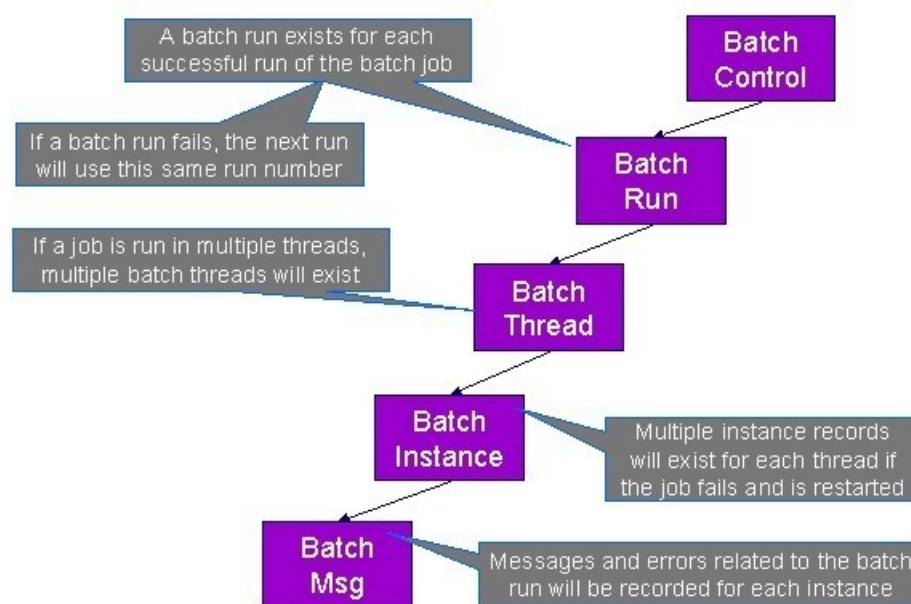 A batch run exists for each
successful run of the batch job
Batch
Control
If a batch run fails, the next run
will use this same run number
Batch
Run
If a job is run in multiple threads,
multiple batch threads will exist
Batch
Thread
Batch
Instance
Multiple instance records
will exist for each thread if
the job fails and is restarted
Batch
Msg
Messages and errors related to the batch
run will be recorded for each instance